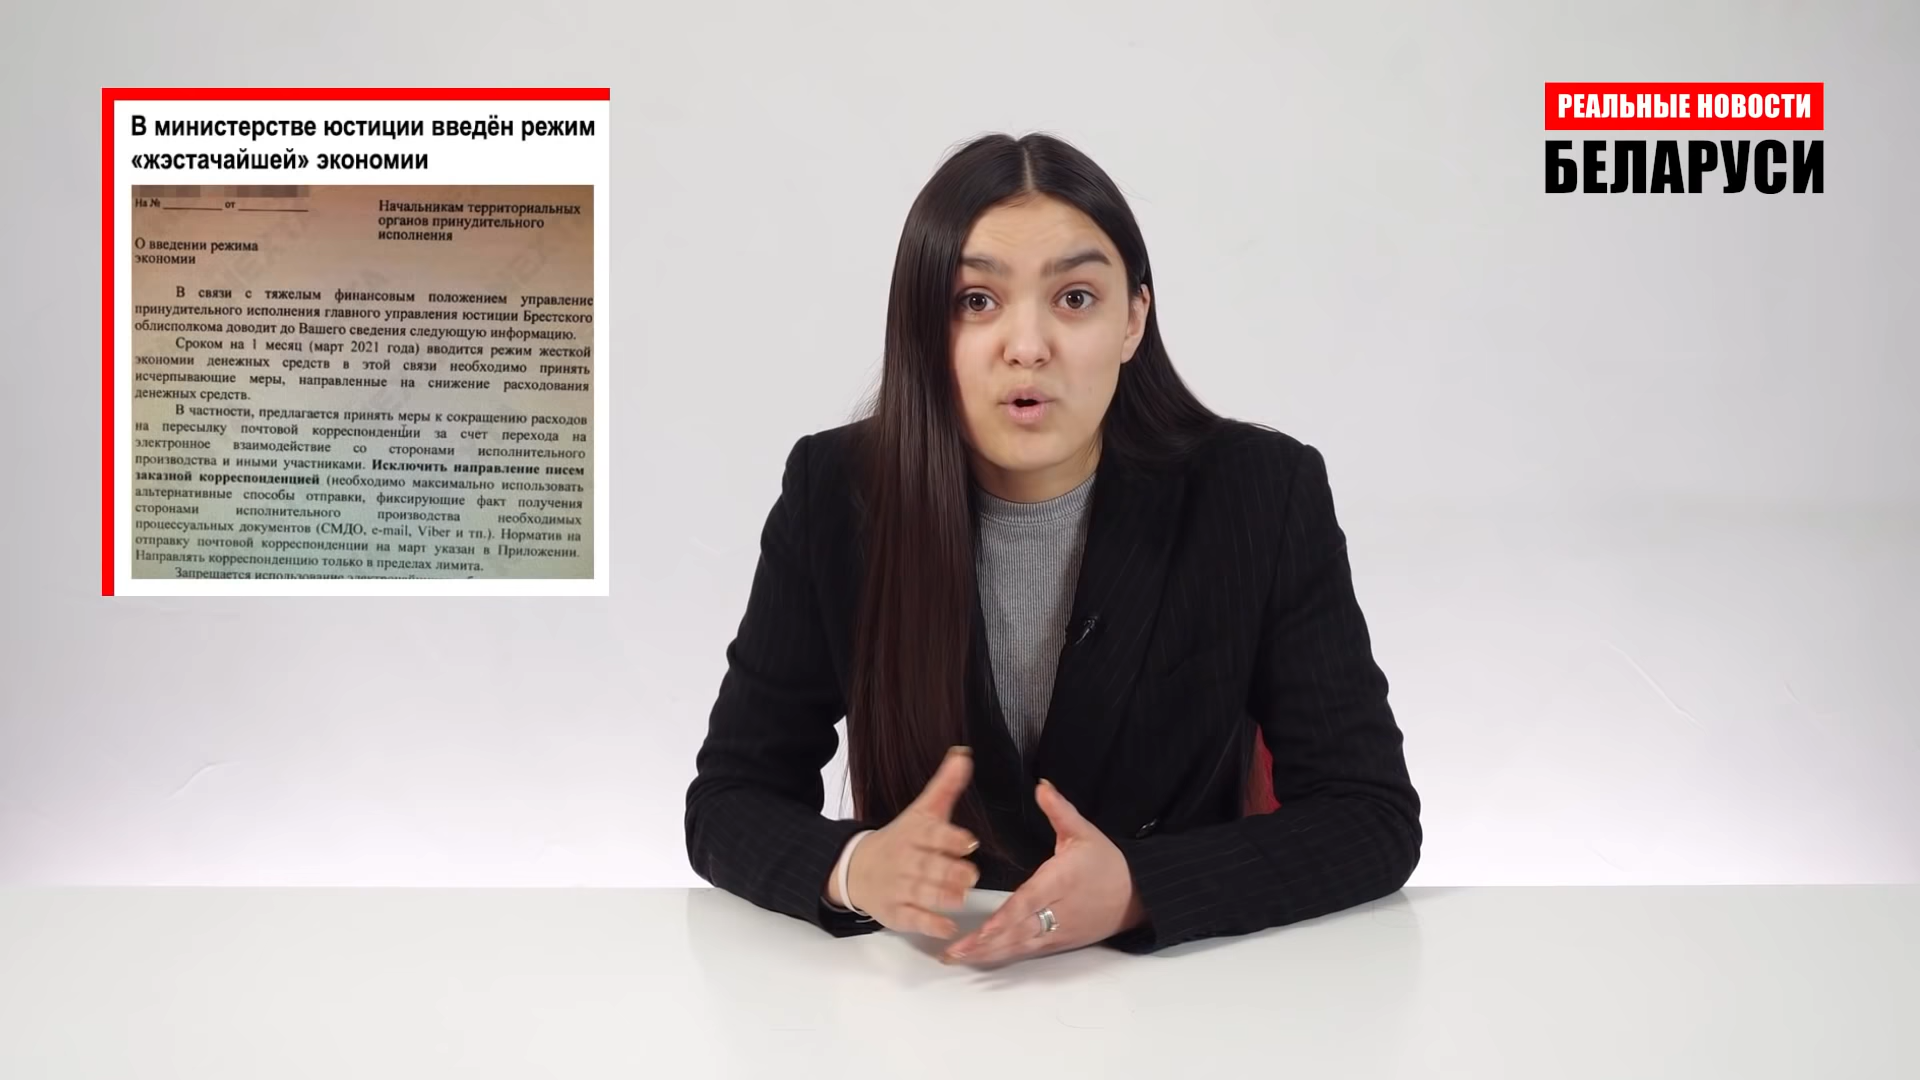 В министерстве юстиции введён режим
«жэстачайшей» экономии
На № от
Начальникам территориальных
органов принудительного
исполнения
О введении режима
экономии
В связи с тяжелым финансовым положением управление
принудительного исполнения главного управления юстиции Брестского
облисполкома доводит до Вашего сведения следующую информацию.
Сроком на 1 месяц (март 2021 года) вводится режим жесткой
экономии денежных средств в этой связи необходимо принять
исчерпывающие меры, направленные на снижение расходования
денежных средств.
В частности, предлагается принять меры к сокращению расходов
на пересылку почтовой корреспонденции за счет перехода на
электронное взаимодействие со сторонами исполнительного
производства и иными участниками. Исключить направление писем
заказной корреспонденцией (необходимо максимально использовать
альтернативные способы отправки, фиксирующие факт получения
сторонами исполнительного производства необходимых
процессуальных документов (СМДО, e-mail, Viber и тп.). Норматив на
отправку почтовой корреспонденции на март указан в Приложении.
Направлять корреспонденцию только в пределах лимита.
Запрещается использование
РЕАЛЬНЫЕ НОВОСТИ
БЕЛАРУСИ